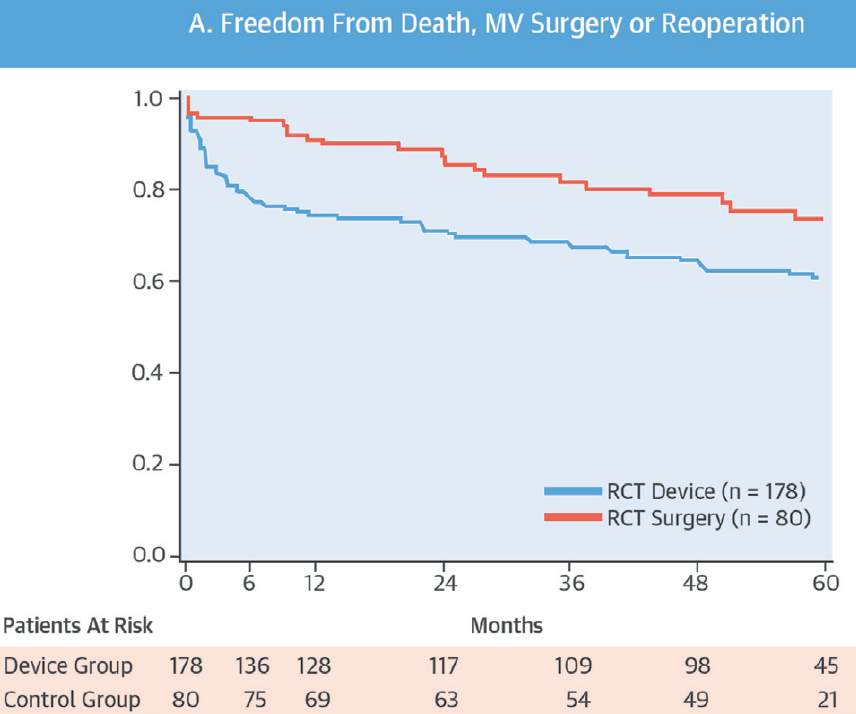 A. Freedom From Death, MV Surgery or Reoperation
1.0
0.8
0.6
0.4
0.2
0.0
RCT Device (n = 178)
RCT Surgery (n = 80)
0 6 12 24 36 48 60
Patients At Risk Months
Device Group 178 136 128 117 109 98 45
Control Group 80 75 69 63 54 49 21